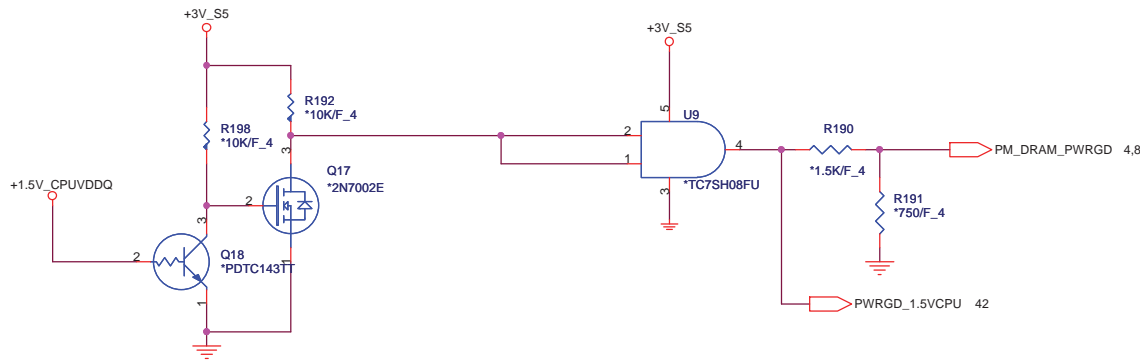 +3V_S5
+3V_S5
R192
*10K/F_4
R198
*10K/F_4
U9
5
2
1
4
3
*TC7SH08FU
R190
*1.5K/F_4
PM_DRAM_PWRGD 4,8
R191
*750/F_4
3
Q17
*2N7002E
2
1
+1.5V_CPUVDDQ
3
2
Q18
*PDTC143TT
1
PWRGD_1.5VCPU 42